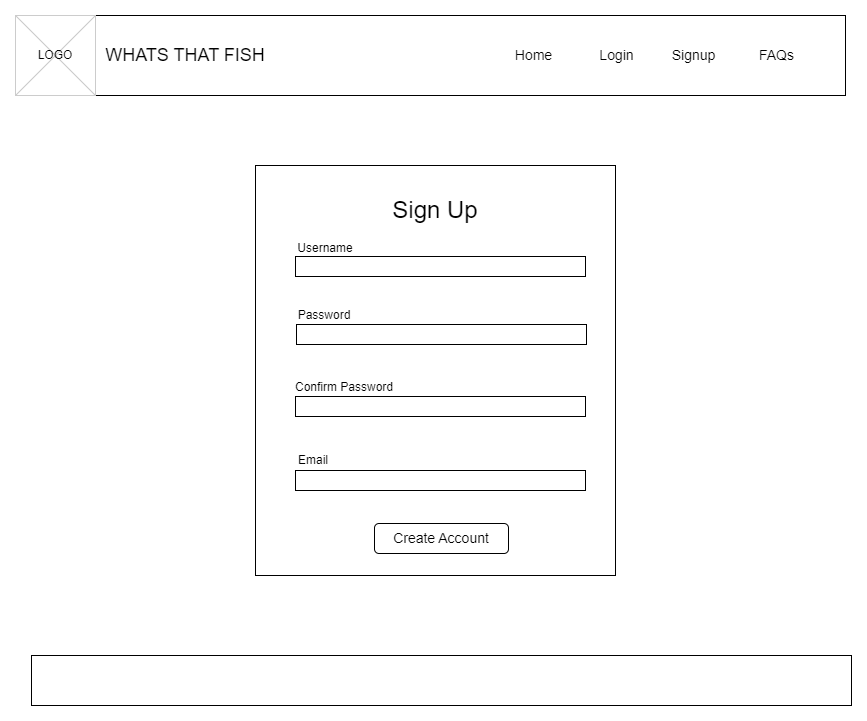 LOGO
WHATS THAT FISH
Home
Login
Signup
FAQs
Sign Up
Username
Password
Confirm Password
Email
Create Account